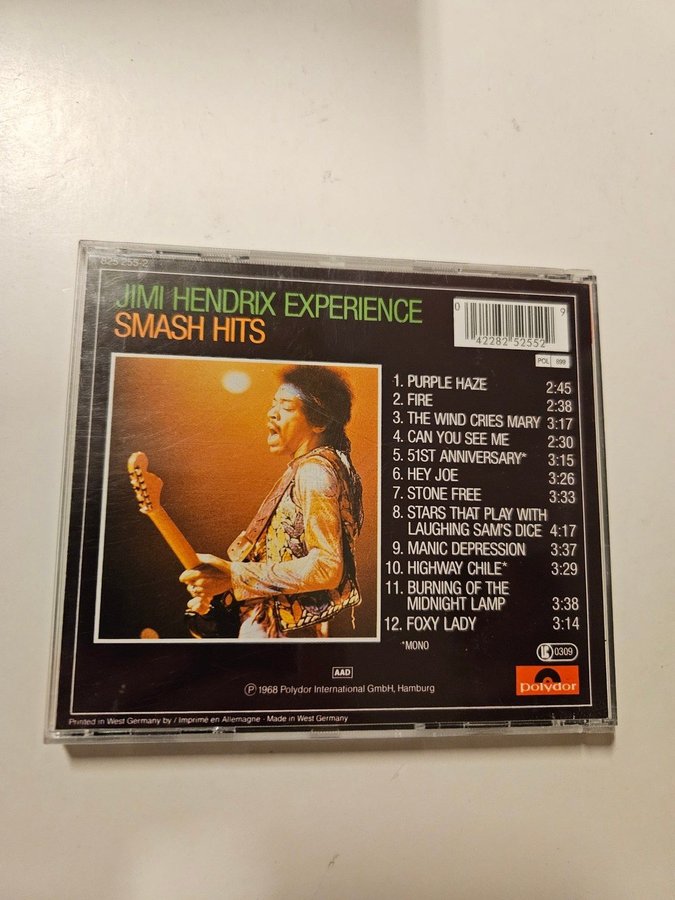 825 255-2
JIMI HENDRIX EXPERIENCE
SMASH HITS
0 42282 52552 9
POL 899
1. PURPLE HAZE 2:45
2. FIRE 2:38
3. THE WIND CRIES MARY 3:17
4. CAN YOU SEE ME 2:30
5. 51ST ANNIVERSARY* 3:15
6. HEY JOE 3:26
7. STONE FREE 3:33
8. STARS THAT PLAY WITH
LAUGHING SAM'S DICE 4:17
9. MANIC DEPRESSION 3:37
10. HIGHWAY CHILE* 3:29
11. BURNING OF THE
MIDNIGHT LAMP 3:38
12. FOXY LADY 3:14
*MONO
LC 0309
AAD
polydor
Ⓟ 1968 Polydor International GmbH, Hamburg
Printed in West Germany by / Imprimé en Allemagne · Made in West Germany